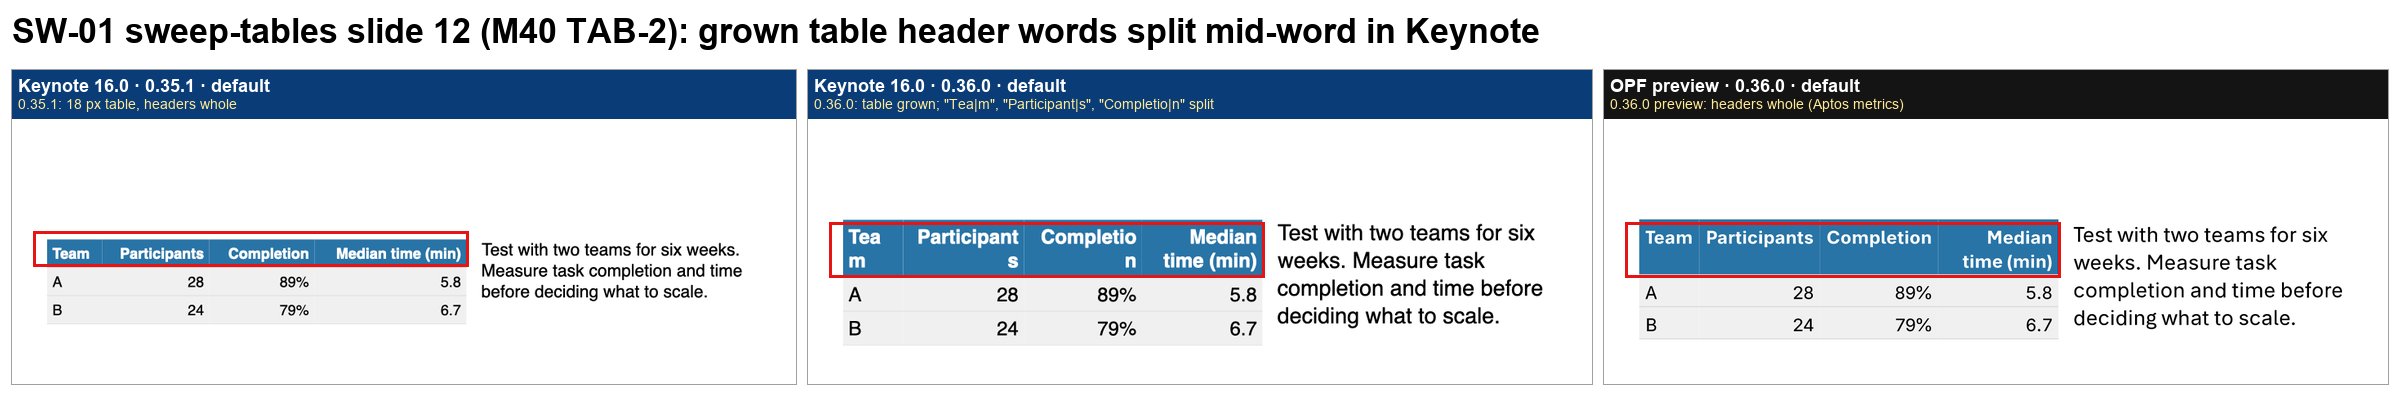 SW-01 sweep-tables slide 12 (M40 TAB-2): grown table header words split mid-word in Keynote
Keynote 16.0 · 0.35.1 · default
0.35.1: 18 px table, headers whole
Team Participants Completion Median time (min)
A 28 89% 5.8
B 24 79% 6.7
Test with two teams for six weeks.
Measure task completion and time
before deciding what to scale.
Keynote 16.0 · 0.36.0 · default
0.36.0: table grown; "Tea|m", "Participant|s", "Completio|n" split
Tea Participant Completio Median
m s n time (min)
A 28 89% 5.8
B 24 79% 6.7
Test with two teams for six
weeks. Measure task
completion and time before
deciding what to scale.
OPF preview · 0.36.0 · default
0.36.0 preview: headers whole (Aptos metrics)
Team Participants Completion Median
time (min)
A 28 89% 5.8
B 24 79% 6.7
Test with two teams for six
weeks. Measure task
completion and time before
deciding what to scale.